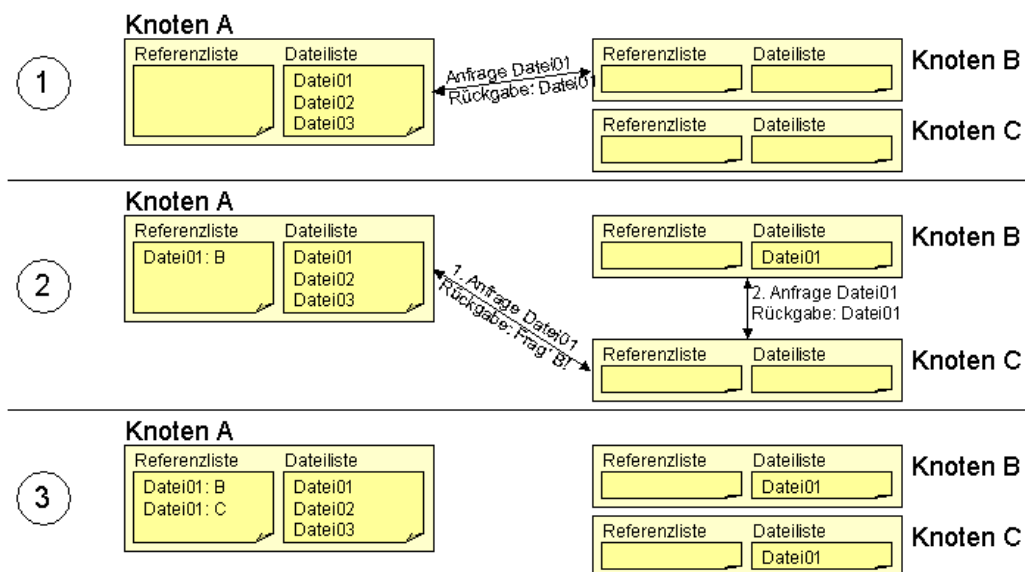 Knoten A
Referenzliste Dateiliste
Datei01
Datei02
Datei03
1
Anfrage Datei01
Rückgabe: Datei01
Referenzliste Dateiliste
Knoten B
Referenzliste Dateiliste
Knoten C
Knoten A
Referenzliste Dateiliste
Datei01: B Datei01
Datei02
Datei03
2
1. Anfrage Datei01
Rückgabe: Frag' B!
Referenzliste Dateiliste
Datei01
Knoten B
2. Anfrage Datei01
Rückgabe: Datei01
Referenzliste Dateiliste
Knoten C
Knoten A
Referenzliste Dateiliste
Datei01: B Datei01
Datei01: C Datei02
Datei03
3
Referenzliste Dateiliste
Datei01
Knoten B
Referenzliste Dateiliste
Datei01
Knoten C